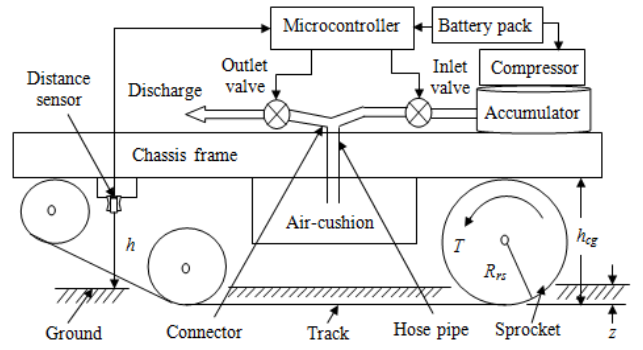 Microcontroller
Battery pack
Distance
sensor
Discharge
Outlet
valve
Inlet
valve
Compressor
Accumulator
Chassis frame
Air-cushion
h
T
R_rs
h_cg
z
Ground
Connector
Track
Hose pipe
Sprocket